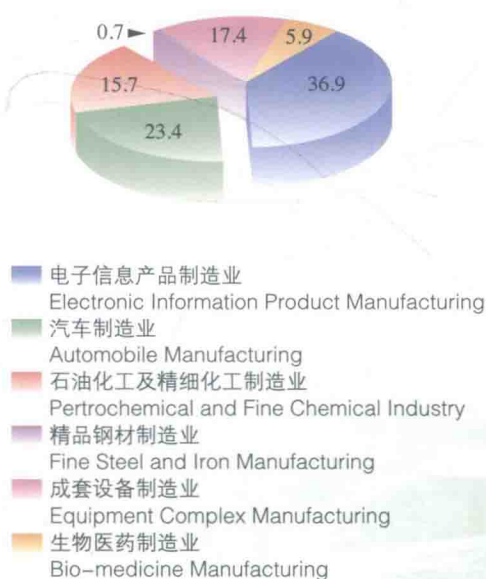 0.7
17.4
5.9
15.7
36.9
23.4
电子信息产品制造业
Electronic Information Product Manufacturing
汽车制造业
Automobile Manufacturing
石油化工及精细化工制造业
Pertrochemical and Fine Chemical Industry
精品钢材制造业
Fine Steel and Iron Manufacturing
成套设备制造业
Equipment Complex Manufacturing
生物医药制造业
Bio-medicine Manufacturing